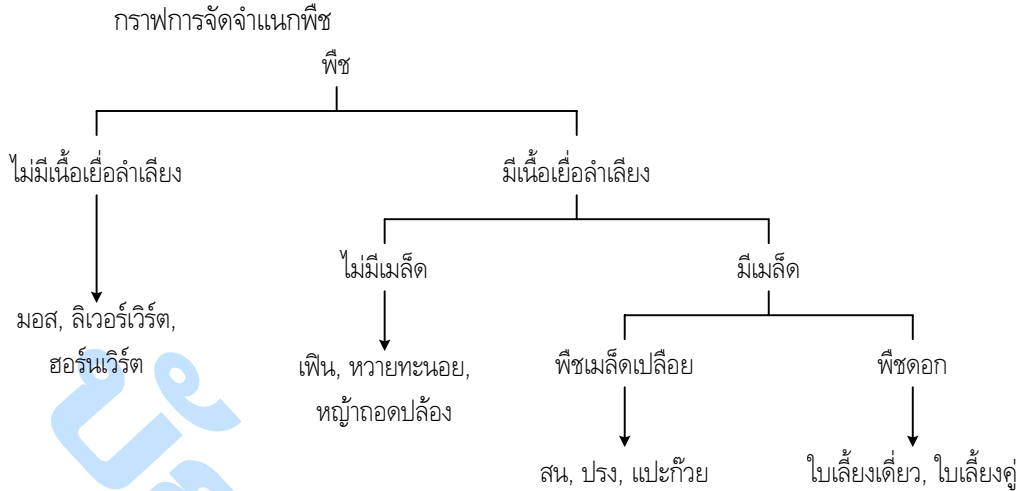 กราฟการจัดจำแนกพืช
พืช
ไม่มีเนื้อเยื่อลำเลียง
มีเนื้อเยื่อลำเลียง
ไม่มีเมล็ด
มีเมล็ด
มอส, ลิเวอร์เวิร์ต,
ฮอร์นเวิร์ต
เฟิน, หวายทะนอย,
หญ้าถอดปล้อง
พืชเมล็ดเปลือย
พืชดอก
สน, ปรง, แปะก๊วย
ใบเลี้ยงเดี่ยว, ใบเลี้ยงคู่